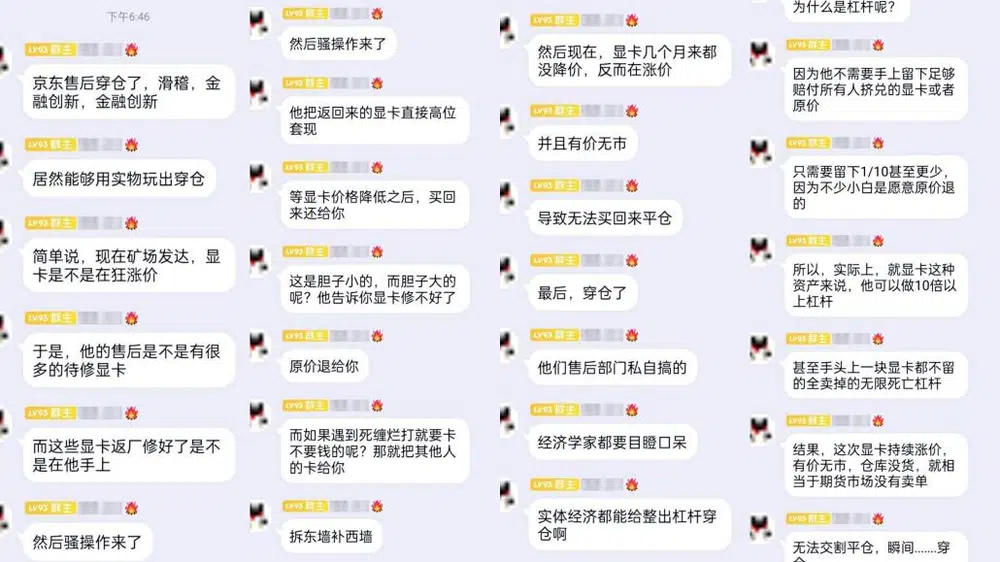 下午6:46
LV93 群主
京东售后穿仓了，滑稽，金
融创新，金融创新
LV93 群主
居然能够用实物玩出穿仓
LV93 群主
简单说，现在矿场发达，显
卡是不是在狂涨价
LV93 群主
于是，他的售后是不是有很
多的待修显卡
LV93 群主
而这些显卡返厂修好了是不
是在他手上
LV93 群主
然后骚操作来了
LV93 群主
然后骚操作来了
LV93 群主
他把返回来的显卡直接高位
套现
LV93 群主
等显卡价格降低之后，买回
来还给你
LV93 群主
这是胆子小的，而胆子大的
呢？他告诉你显卡修不好了
LV93 群主
原价退给你
LV93 群主
而如果遇到死缠烂打就要卡
不要钱的呢？那就把其他人
的卡给你
LV93 群主
拆东墙补西墙
LV93 群主
然后现在，显卡几个月来都
没降价，反而在涨价
LV93 群主
并且有价无市
LV93 群主
导致无法买回来平仓
LV93 群主
最后，穿仓了
LV93 群主
他们售后部门私自搞的
LV93 群主
经济学家都要目瞪口呆
LV93 群主
实体经济都能给整出杠杆穿
仓啊
为什么是杠杆呢？
LV93 群主
因为他不需要手上留下足够
赔付所有人挤兑的显卡或者
原价
LV93 群主
只需要留下1/10甚至更少，
因为不少小白是愿意原价退
的
LV93 群主
所以，实际上，就显卡这种
资产来说，他可以做10倍以
上杠杆
LV93 群主
甚至手头上一块显卡都不留
的全卖掉的无限死亡杠杆
LV93 群主
结果，这次显卡持续涨价，
有价无市，仓库没货，就相
当于期货市场没有卖单
LV93 群主
无法交割平仓，瞬间.......穿